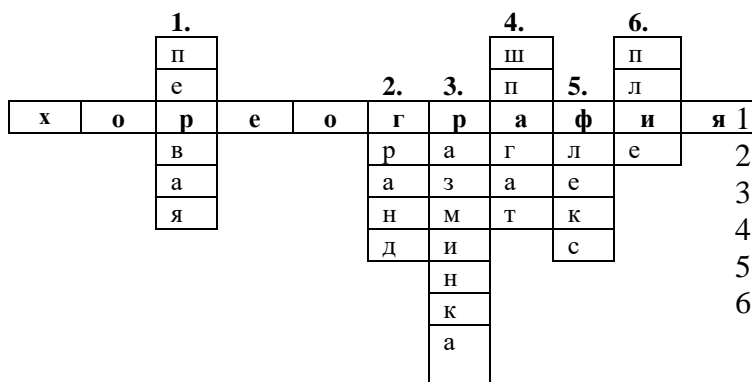 1. 4. 6.
п ш п
е 2. 3. п 5. л
х о р е о г р а ф и я 1
в р а г л е 2
а а з а е 3
я н м т к 4
д и с 5
н 6
к
а